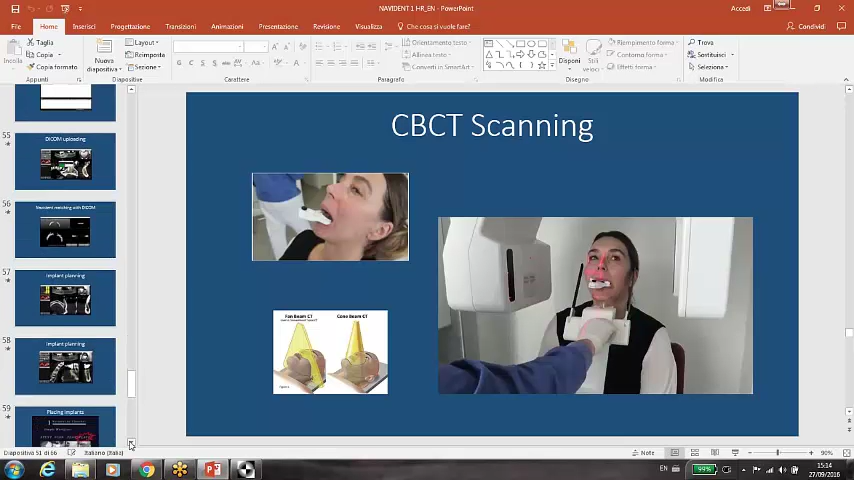 NAVIDENT 1 HR_EN - PowerPoint
Accedi
File
Home
Inserisci
Progettazione
Transizioni
Animazioni
Presentazione
Revisione
Visualizza
Che cosa si vuole fare?
Condividi
Taglia
Copia
Copia formato
Incolla
Appunti
Nuova
diapositiva
Layout
Reimposta
Sezione
Diapositive
Carattere
Orientamento testo
Allinea testo
Converti in SmartArt
Paragrafo
Disponi
Stili
veloci
Riempimento forma
Contorno forma
Effetti forma
Disegno
Trova
Sostituisci
Seleziona
Modifica
55
DICOM uploading
56
57
Implant planning
58
Implant planning
59
Placing implants
CBCT Scanning
Fan Beam CT
Cone Beam CT
Diapositiva 51 di 66
Italiano (Italia)
Note
90%
EN
99%
15:14
27/09/2016